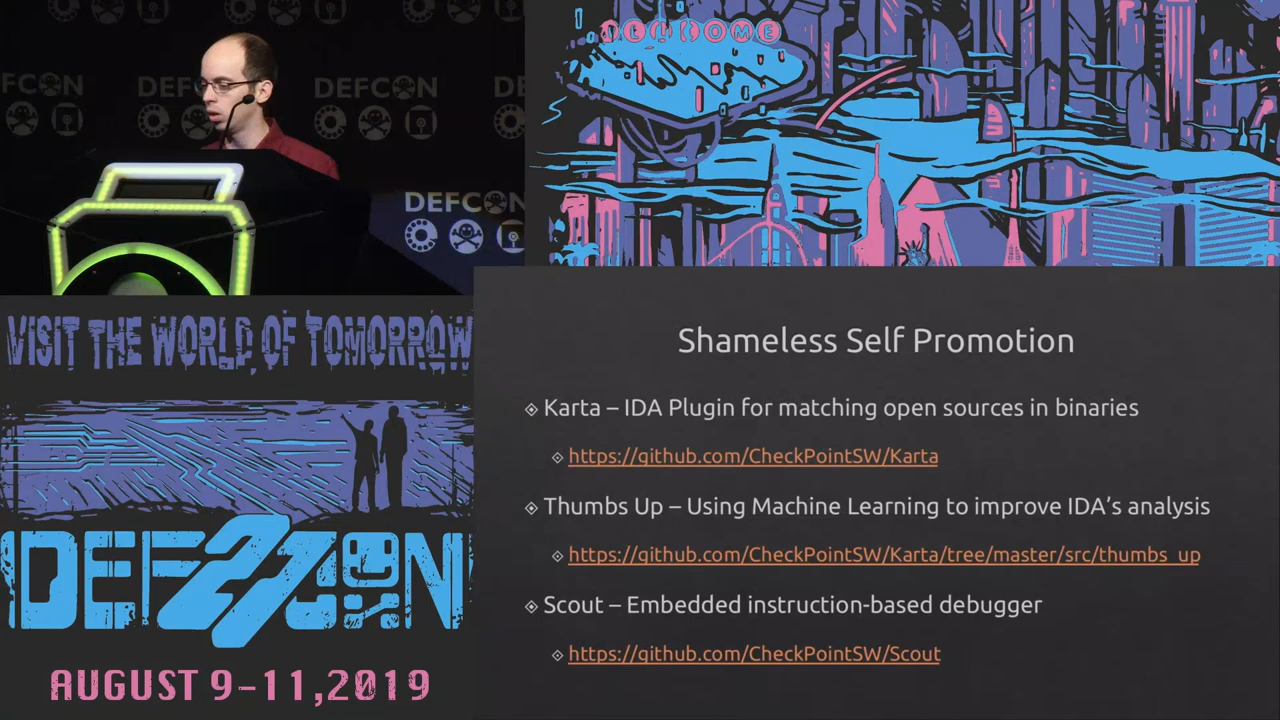 DEFCON
DEFCON
DEFCON
WELCOME
VISIT THE WORLD OF TOMORROW
DEF27CON
AUGUST 9-11,2019
Shameless Self Promotion
Karta – IDA Plugin for matching open sources in binaries
https://github.com/CheckPointSW/Karta
Thumbs Up – Using Machine Learning to improve IDA's analysis
https://github.com/CheckPointSW/Karta/tree/master/src/thumbs_up
Scout – Embedded instruction-based debugger
https://github.com/CheckPointSW/Scout